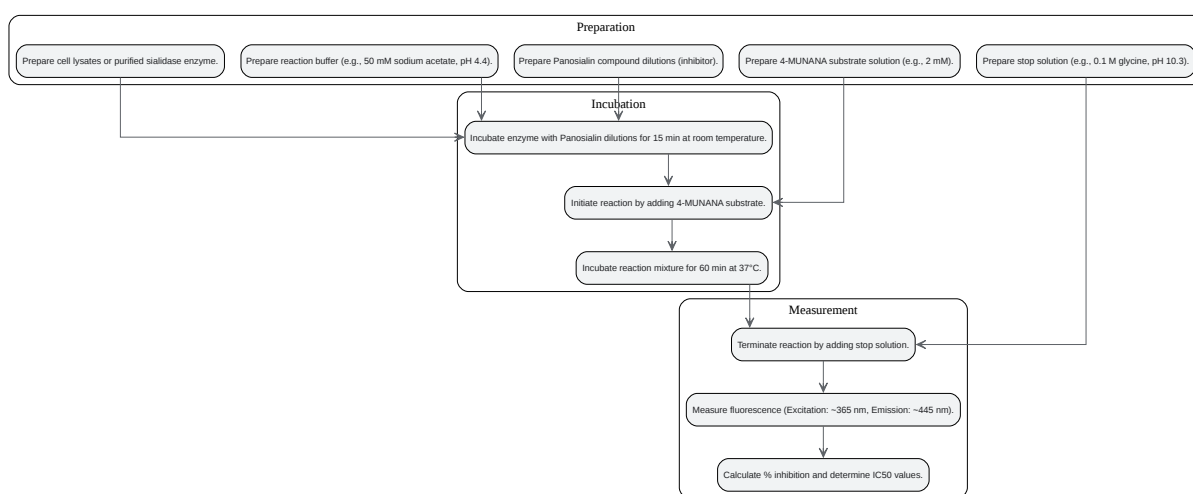 Preparation
Prepare cell lysates or purified sialidase enzyme.
Prepare reaction buffer (e.g., 50 mM sodium acetate, pH 4.4).
Prepare Panosialin compound dilutions (inhibitor).
Prepare 4-MUNANA substrate solution (e.g., 2 mM).
Prepare stop solution (e.g., 0.1 M glycine, pH 10.3).
Incubation
Incubate enzyme with Panosialin dilutions for 15 min at room temperature.
Initiate reaction by adding 4-MUNANA substrate.
Incubate reaction mixture for 60 min at 37°C.
Measurement
Terminate reaction by adding stop solution.
Measure fluorescence (Excitation: ~365 nm, Emission: ~445 nm).
Calculate % inhibition and determine IC50 values.